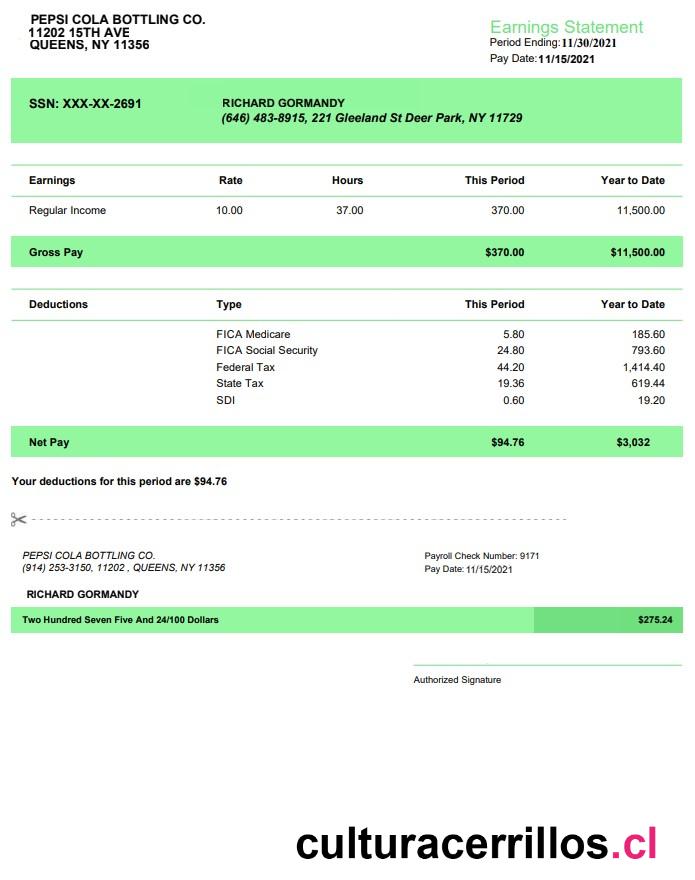 PEPSI COLA BOTTLING CO.
11202 15TH AVE
QUEENS, NY 11356
Earnings Statement
Period Ending: 11/30/2021
Pay Date: 11/15/2021
SSN: XXX-XX-2691
RICHARD GORMANDY
(646) 483-8915, 221 Gleeland St Deer Park, NY 11729
Earnings Rate Hours This Period Year to Date
Regular Income 10.00 37.00 370.00 11,500.00
Gross Pay $370.00 $11,500.00
Deductions Type This Period Year to Date
FICA Medicare 5.80 185.60
FICA Social Security 24.80 793.60
Federal Tax 44.20 1,414.40
State Tax 19.36 619.44
SDI 0.60 19.20
Net Pay $94.76 $3,032
Your deductions for this period are $94.76
PEPSI COLA BOTTLING CO.
(914) 253-3150, 11202 , QUEENS, NY 11356
Payroll Check Number: 9171
Pay Date: 11/15/2021
RICHARD GORMANDY
Two Hundred Seven Five And 24/100 Dollars $275.24
Authorized Signature
culturacerrillos.cl